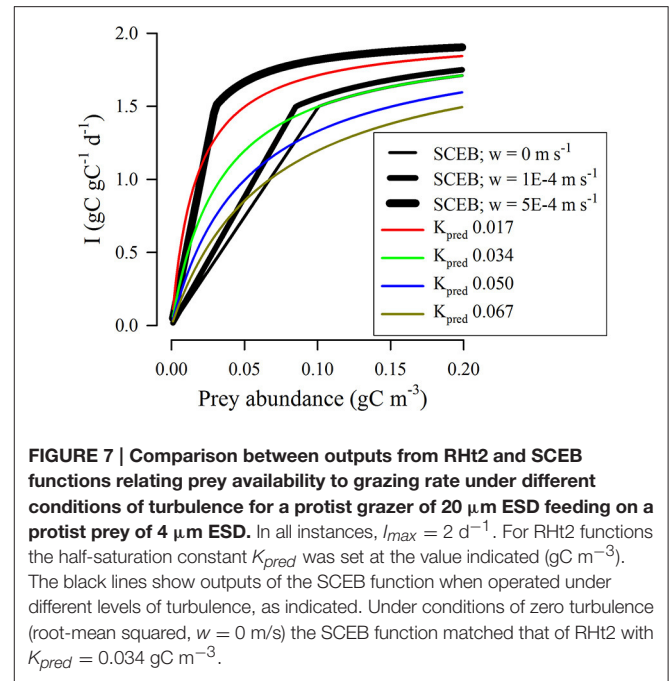 2.0
1.5
1.0
0.5
0.0
I (gC gC⁻¹ d⁻¹)
SCEB; w = 0 m s⁻¹
SCEB; w = 1E-4 m s⁻¹
SCEB; w = 5E-4 m s⁻¹
K_pred 0.017
K_pred 0.034
K_pred 0.050
K_pred 0.067
0.00 0.05 0.10 0.15 0.20
Prey abundance (gC m⁻³)
FIGURE 7 | Comparison between outputs from RHt2 and SCEB
functions relating prey availability to grazing rate under different
conditions of turbulence for a protist grazer of 20 μm ESD feeding on a
protist prey of 4 μm ESD. In all instances, I_max = 2 d⁻¹. For RHt2 functions
the half-saturation constant K_pred was set at the value indicated (gC m⁻³).
The black lines show outputs of the SCEB function when operated under
different levels of turbulence, as indicated. Under conditions of zero turbulence
(root-mean squared, w = 0 m/s) the SCEB function matched that of RHt2 with
K_pred = 0.034 gC m⁻³.